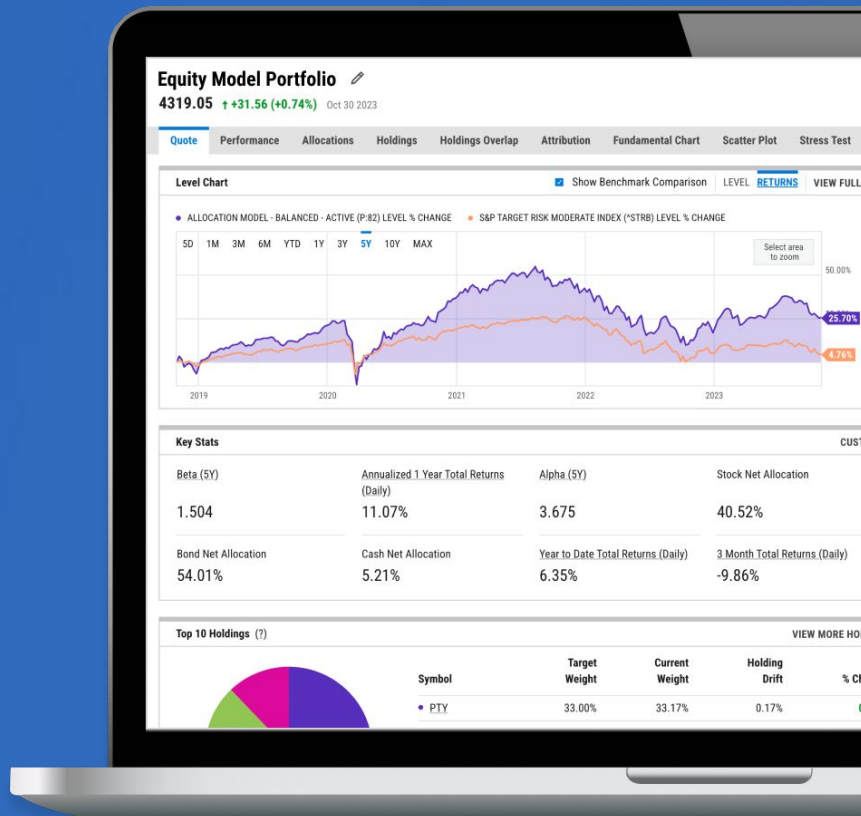 Equity Model Portfolio
4319.05 ↑ +31.56 (+0.74%) Oct 30 2023
Quote Performance Allocations Holdings Holdings Overlap Attribution Fundamental Chart Scatter Plot Stress Test
Level Chart Show Benchmark Comparison LEVEL RETURNS VIEW FULL
ALLOCATION MODEL - BALANCED - ACTIVE (P:82) LEVEL % CHANGE S&P TARGET RISK MODERATE INDEX (^STRB) LEVEL % CHANGE
5D 1M 3M 6M YTD 1Y 3Y 5Y 10Y MAX
Select area
to zoom
50.00%
25.70%
4.76%
2019 2020 2021 2022 2023
Key Stats
Beta (5Y) Annualized 1 Year Total Returns (Daily) Alpha (5Y) Stock Net Allocation
1.504 11.07% 3.675 40.52%
Bond Net Allocation Cash Net Allocation Year to Date Total Returns (Daily) 3 Month Total Returns (Daily)
54.01% 5.21% 6.35% -9.86%
Top 10 Holdings (?) VIEW MORE
Symbol Target Weight Current Weight Holding Drift %
PTY 33.00% 33.17% 0.17%